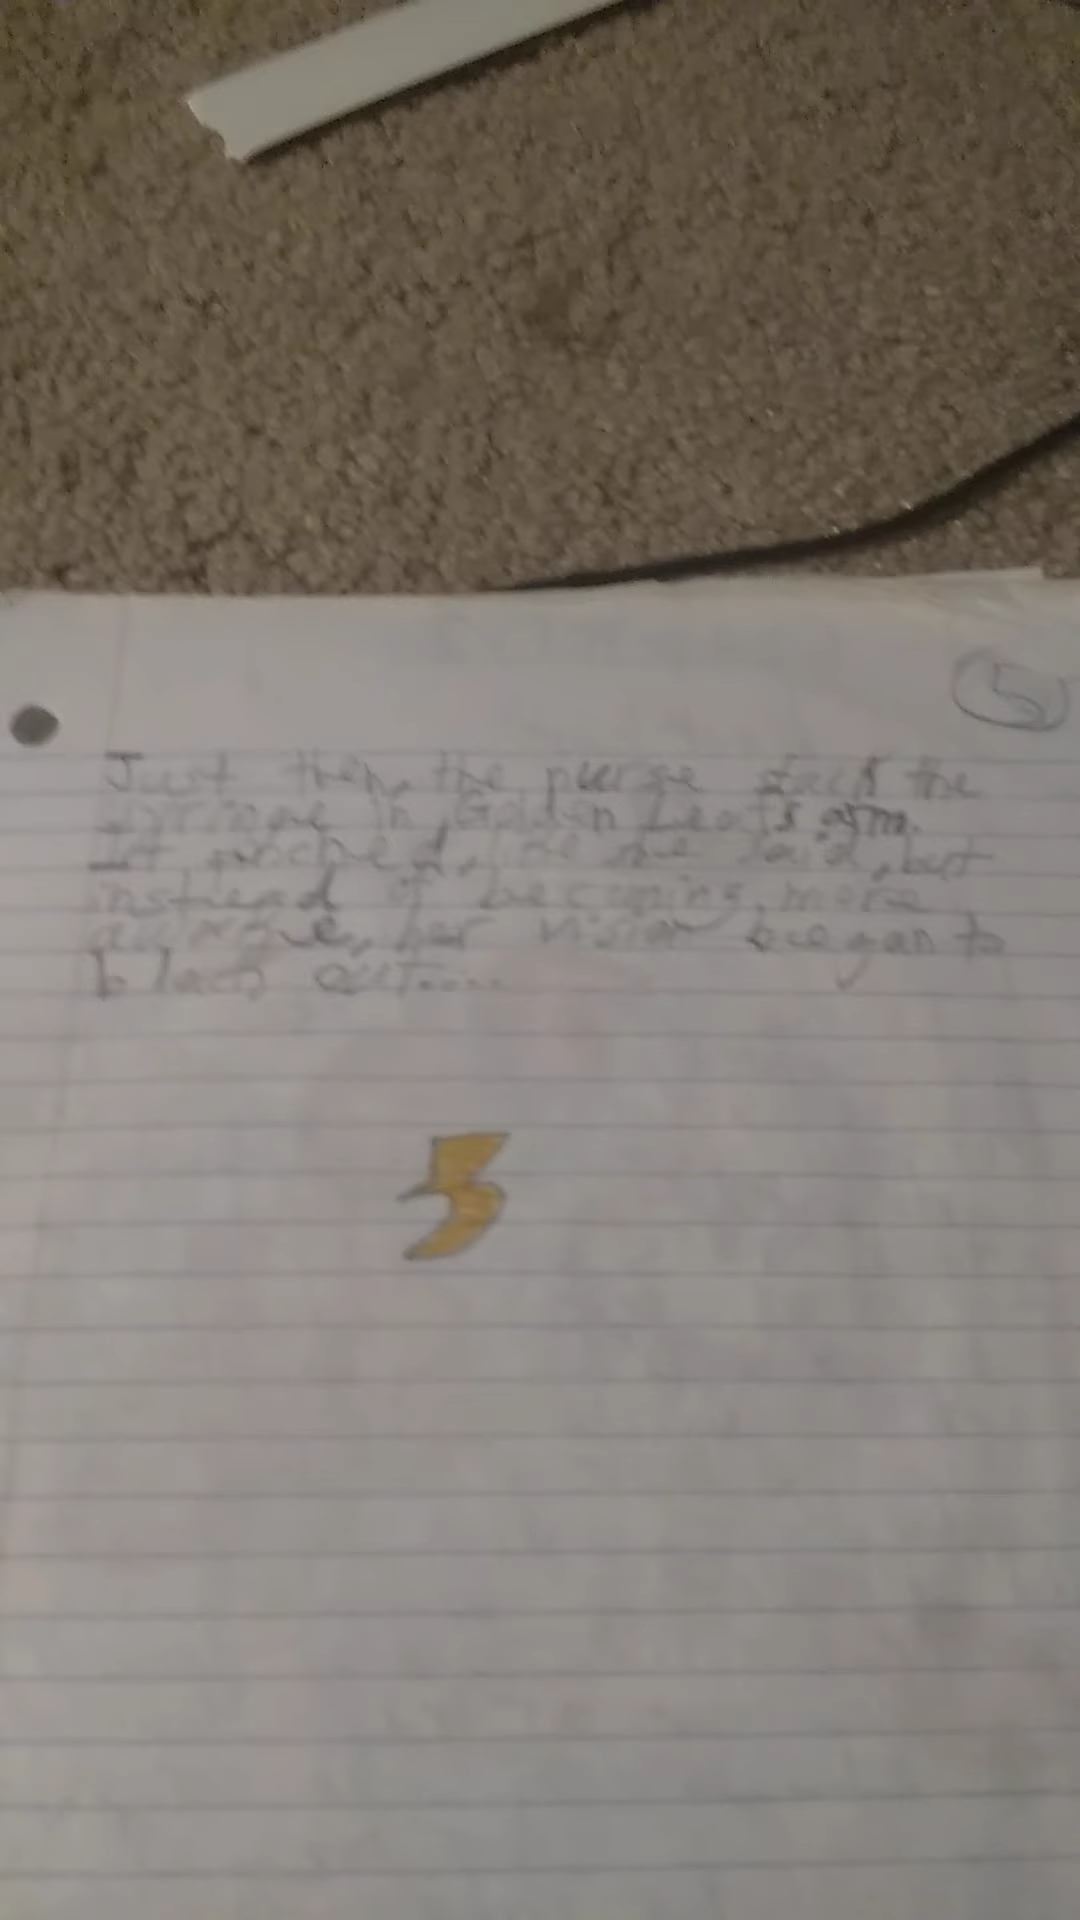 5
Just then, the nurse stuck the
syringe in Golden Leaf's arm.
It pinched, like she said, but
instead of becoming more
awake, her vision began to
black out....